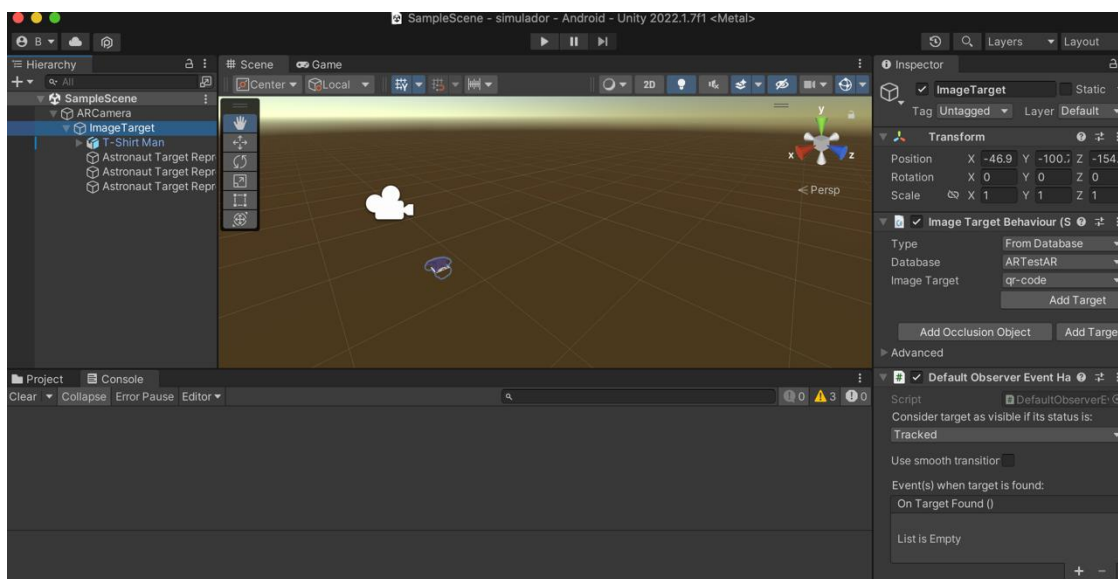 SampleScene - simulador - Android - Unity 2022.1.7f1 <Metal>
B
Layers
Layout
Hierarchy
All
SampleScene
ARCamera
ImageTarget
T-Shirt Man
Astronaut Target Repr
Astronaut Target Repr
Astronaut Target Repr
Scene
Game
Center
Local
2D
y
x
z
Persp
Project
Console
Clear
Collapse
Error Pause
Editor
0
3
0
Inspector
ImageTarget
Static
Tag Untagged
Layer Default
Transform
Position X -46.9 Y -100. Z -154.
Rotation X 0 Y 0 Z 0
Scale X 1 Y 1 Z 1
Image Target Behaviour (S
Type From Database
Database ARTestAR
Image Target qr-code
Add Target
Add Occlusion Object
Add Targe
Advanced
Default Observer Event Ha
Script DefaultObserverE
Consider target as visible if its status is:
Tracked
Use smooth transition
Event(s) when target is found:
On Target Found ()
List is Empty